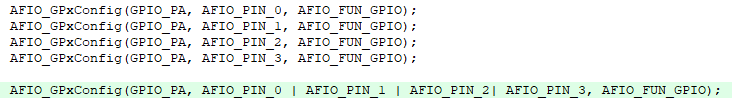 AFIO_GPxConfig(GPIO_PA, AFIO_PIN_0, AFIO_FUN_GPIO);
AFIO_GPxConfig(GPIO_PA, AFIO_PIN_1, AFIO_FUN_GPIO);
AFIO_GPxConfig(GPIO_PA, AFIO_PIN_2, AFIO_FUN_GPIO);
AFIO_GPxConfig(GPIO_PA, AFIO_PIN_3, AFIO_FUN_GPIO);
AFIO_GPxConfig(GPIO_PA, AFIO_PIN_0 | AFIO_PIN_1 | AFIO_PIN_2| AFIO_PIN_3, AFIO_FUN_GPIO);